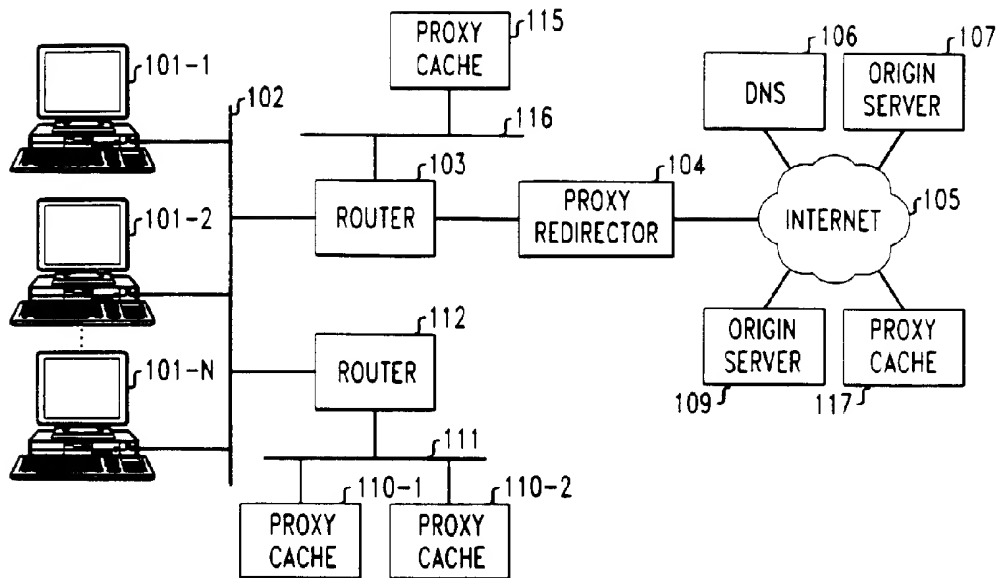 115
PROXY
CACHE
106
DNS
107
ORIGIN
SERVER
101-1
102
116
103
ROUTER
104
PROXY
REDIRECTOR
INTERNET
105
101-2
112
ROUTER
ORIGIN
SERVER
109
PROXY
CACHE
117
101-N
111
110-1
PROXY
CACHE
110-2
PROXY
CACHE